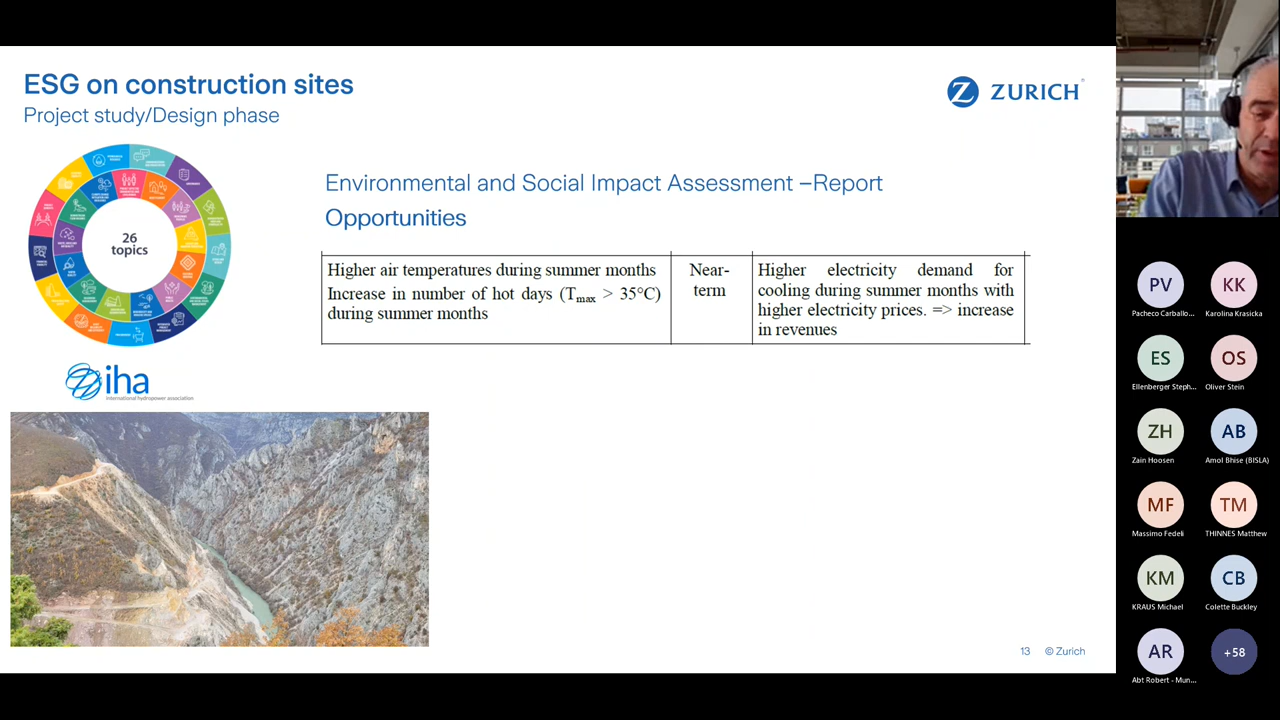 ESG on construction sites
Project study/Design phase
ZURICH
26
topics
iha
international hydropower association
Environmental and Social Impact Assessment –Report
Opportunities
Higher air temperatures during summer months
Increase in number of hot days (Tmax > 35°C)
during summer months
Near-
term
Higher electricity demand for
cooling during summer months with
higher electricity prices. => increase
in revenues
13 © Zurich
PV
Pacheco Carballo...
KK
Karolina Krasicka
ES
Ellenberger Steph...
OS
Oliver Stein
ZH
Zain Hoosen
AB
Amol Bhise (BISLA)
MF
Massimo Fedeli
TM
THINNES Matthew
KM
KRAUS Michael
CB
Colette Buckley
AR
Abt Robert - Mun...
+58